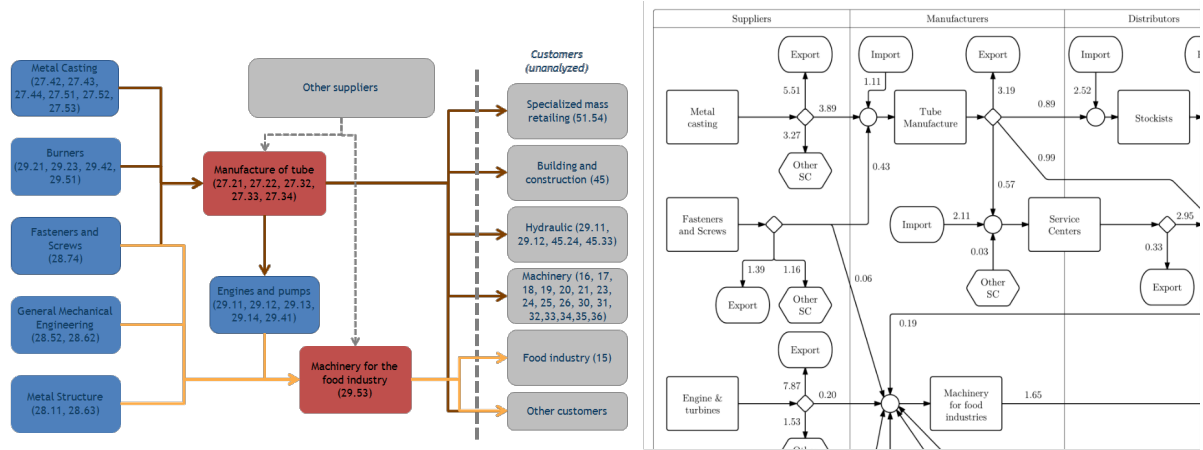 Customers
(unanalyzed)
Metal Casting
(27.42, 27.43,
27.44, 27.51, 27.52,
27.53)
Other suppliers
Specialized mass
retailing (51.54)
Burners
(29.21, 29.23, 29.42,
29.51)
Manufacture of tube
(27.21, 27.22, 27.32,
27.33, 27.34)
Building and
construction (45)
Fasteners and
Screws
(28.74)
Hydraulic (29.11,
29.12, 45.24, 45.33)
Engines and pumps
(29.11, 29.12, 29.13,
29.14, 29.41)
Machinery (16, 17,
18, 19, 20, 21, 23,
24, 25, 26, 30, 31,
32,33,34,35,36)
General Mechanical
Engineering
(28.52, 28.62)
Machinery for the
food industry
(29.53)
Food industry (15)
Metal Structure
(28.11, 28.63)
Other customers
Suppliers
Manufacturers
Distributors
Export
Import
Export
Import
5.51
1.11
3.19
2.52
Metal
casting
3.89
Tube
Manufacture
0.89
Stockists
3.27
Other
SC
0.43
0.99
0.57
Fasteners
and Screws
Import
2.11
Service
Centers
2.95
0.33
0.03
1.39
1.16
0.06
Export
Other
SC
Other
SC
Export
0.19
Export
7.87
Engine &
turbines
0.20
Machinery
for food
industries
1.65
1.53
Other